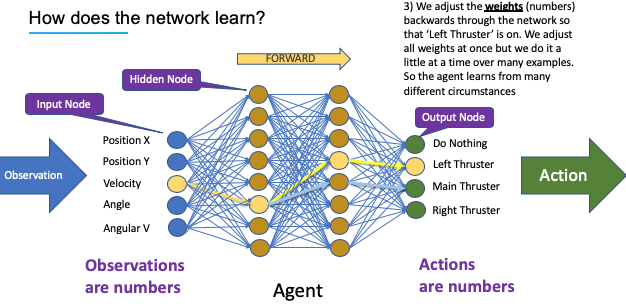 How does the network learn?
3) We adjust the weights (numbers)
backwards through the network so
that ‘Left Thruster’ is on. We adjust
all weights at once but we do it a
little at a time over many examples.
So the agent learns from many
different circumstances
FORWARD
Hidden Node
Input Node
Output Node
Position X
Position Y
Velocity
Angle
Angular V
Observation
Do Nothing
Left Thruster
Main Thruster
Right Thruster
Action
Observations
are numbers
Agent
Actions
are numbers